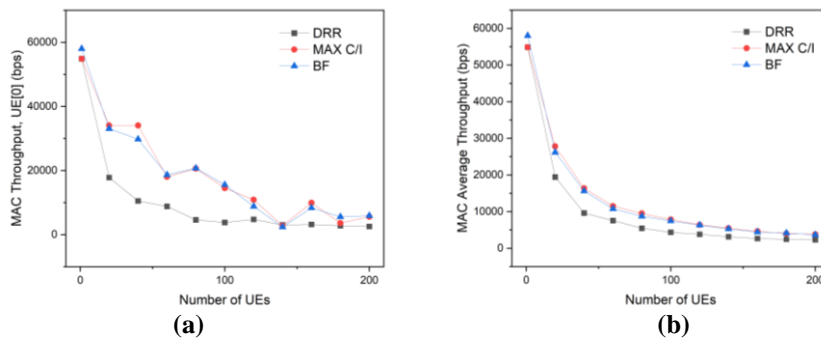 MAC Throughput, UE[0] (bps)
60000
40000
20000
0
DRR
MAX C/I
BF
0
100
200
Number of UEs
(a)
MAC Average Throughput (bps)
60000
50000
40000
30000
20000
10000
0
DRR
MAX C/I
BF
0
100
200
Number of UEs
(b)